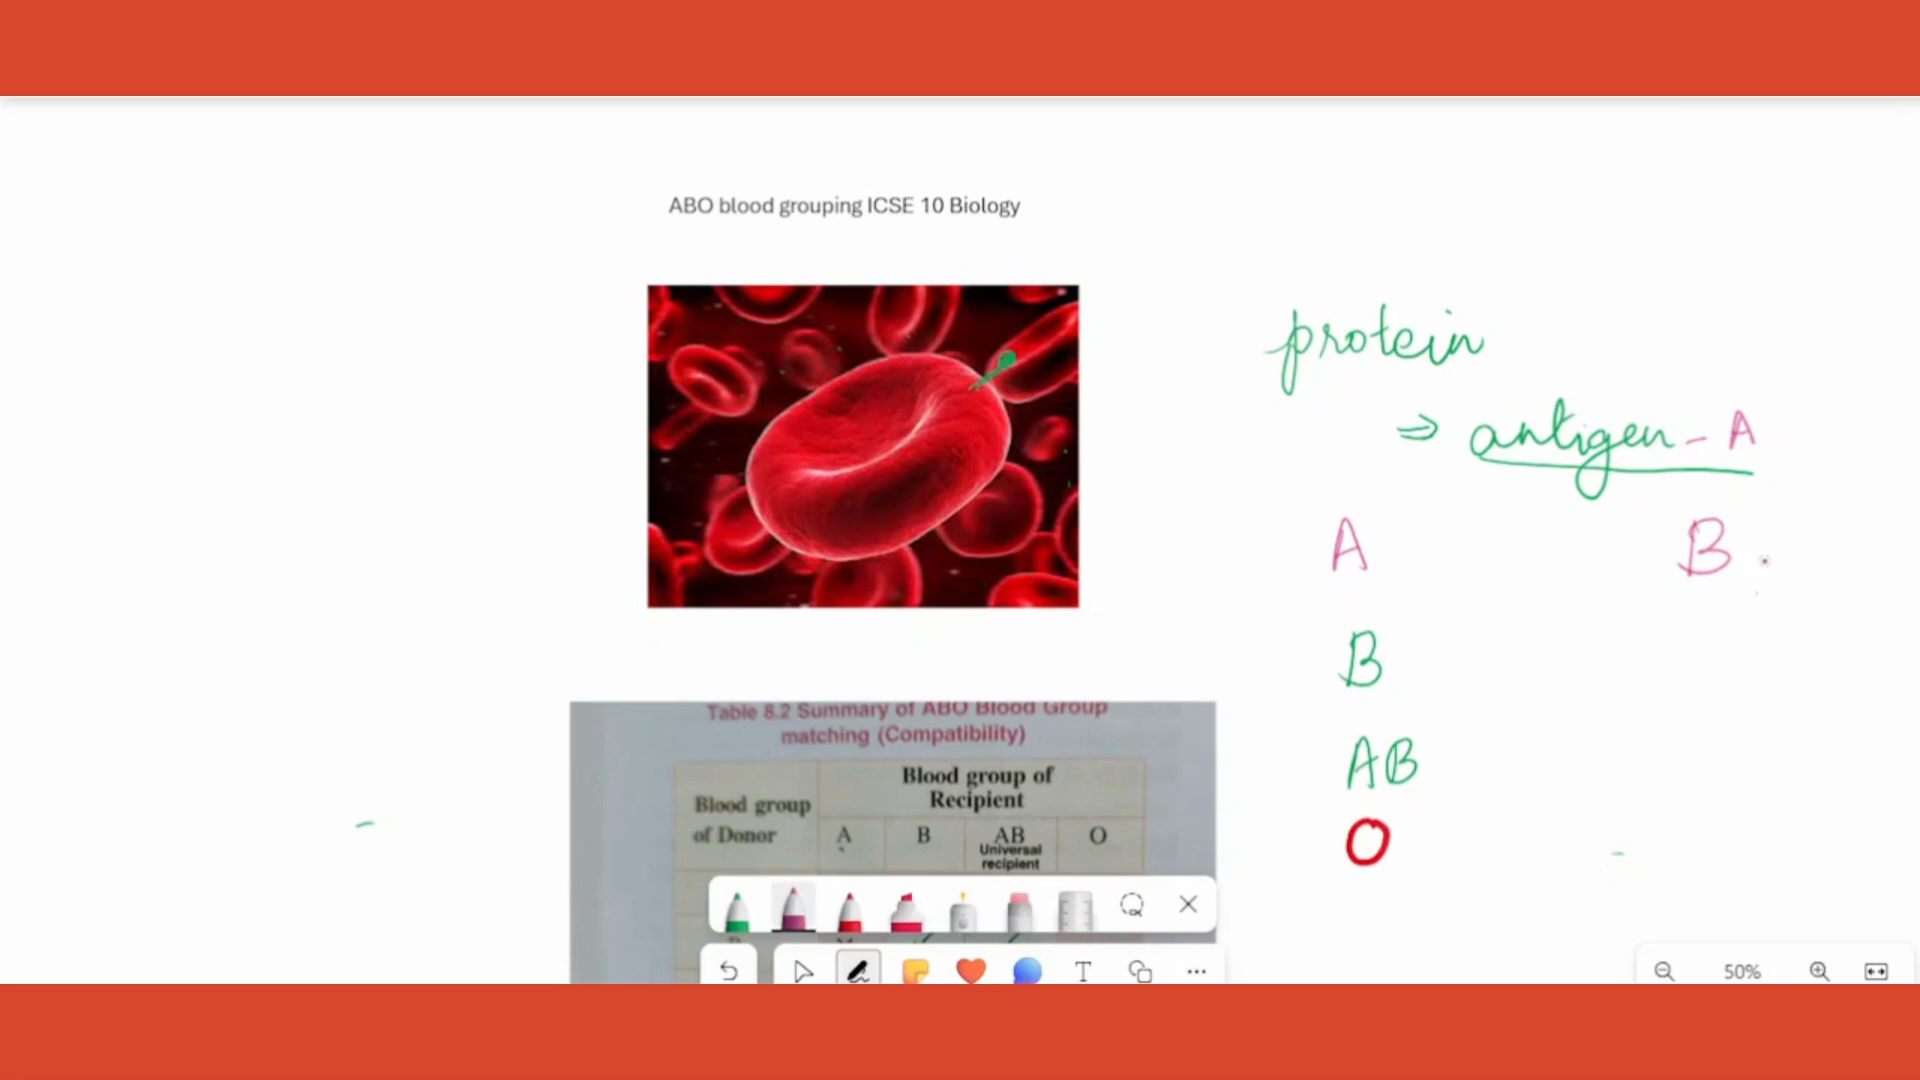 ABO blood grouping ICSE 10 Biology
protein
⇒ antigen - A
A B
B
AB
O
Table 8.2 Summary of ABO Blood Group
matching (Compatibility)
Blood group of
Recipient
Blood group
of Donor
A B AB O
Universal
recipient
50%